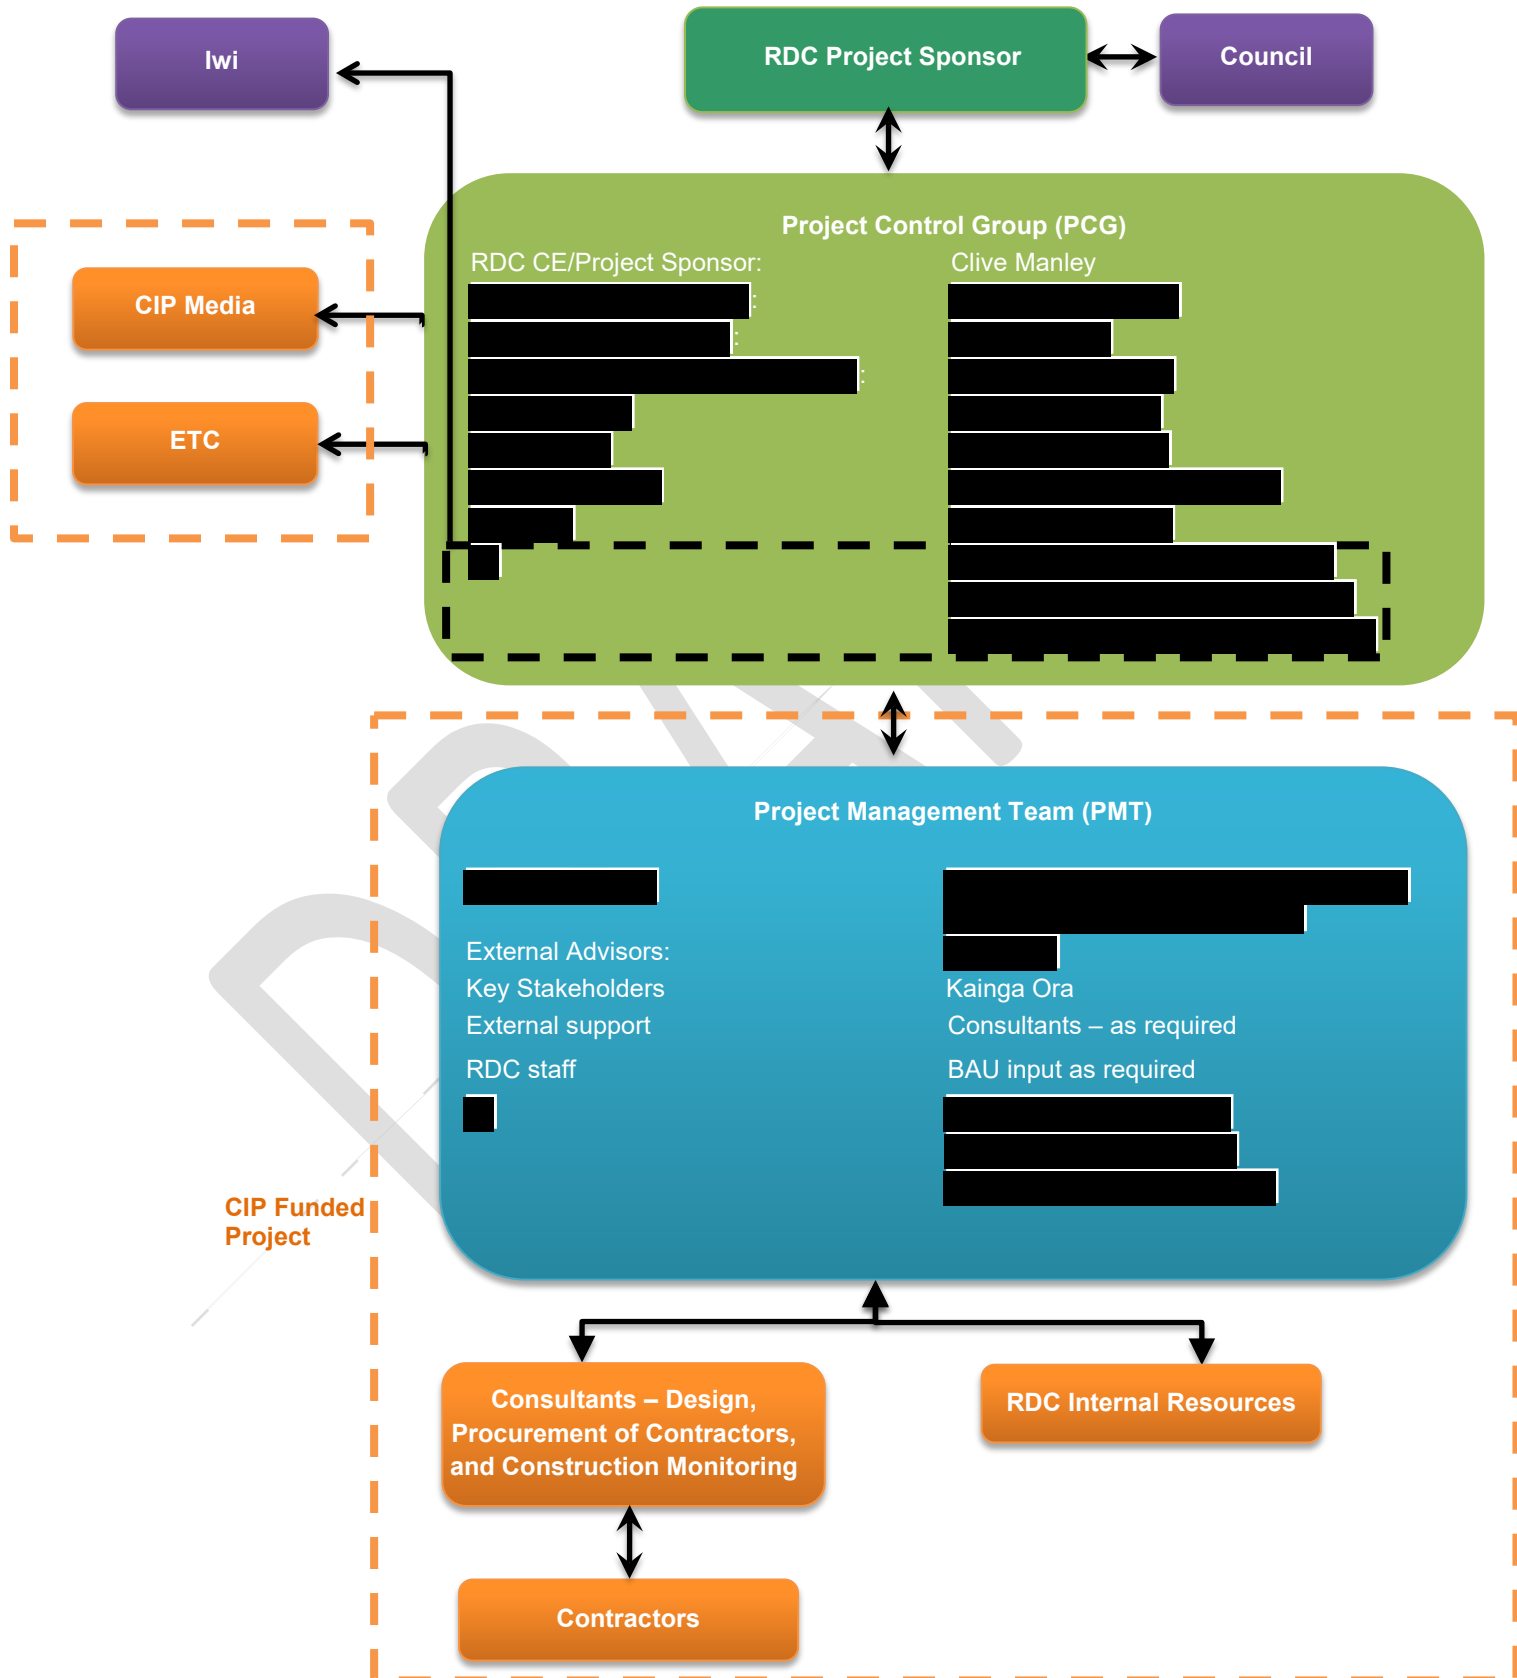 Iwi
RDC Project Sponsor
Council
Project Control Group (PCG)
RDC CE/Project Sponsor: Clive Manley
:
:
:
CIP Media
ETC
Project Management Team (PMT)
External Advisors:
Key Stakeholders Kainga Ora
External support Consultants – as required
RDC staff BAU input as required
CIP Funded
Project
Consultants – Design,
Procurement of Contractors,
and Construction Monitoring
RDC Internal Resources
Contractors
DRAFT